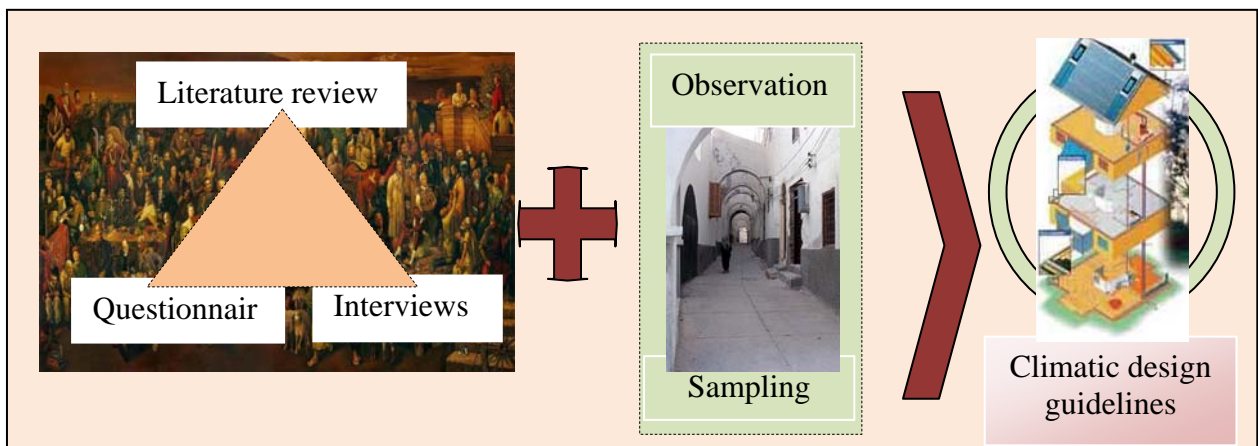 Literature review
Questionnair
Interviews
Observation
Sampling
Climatic design
guidelines